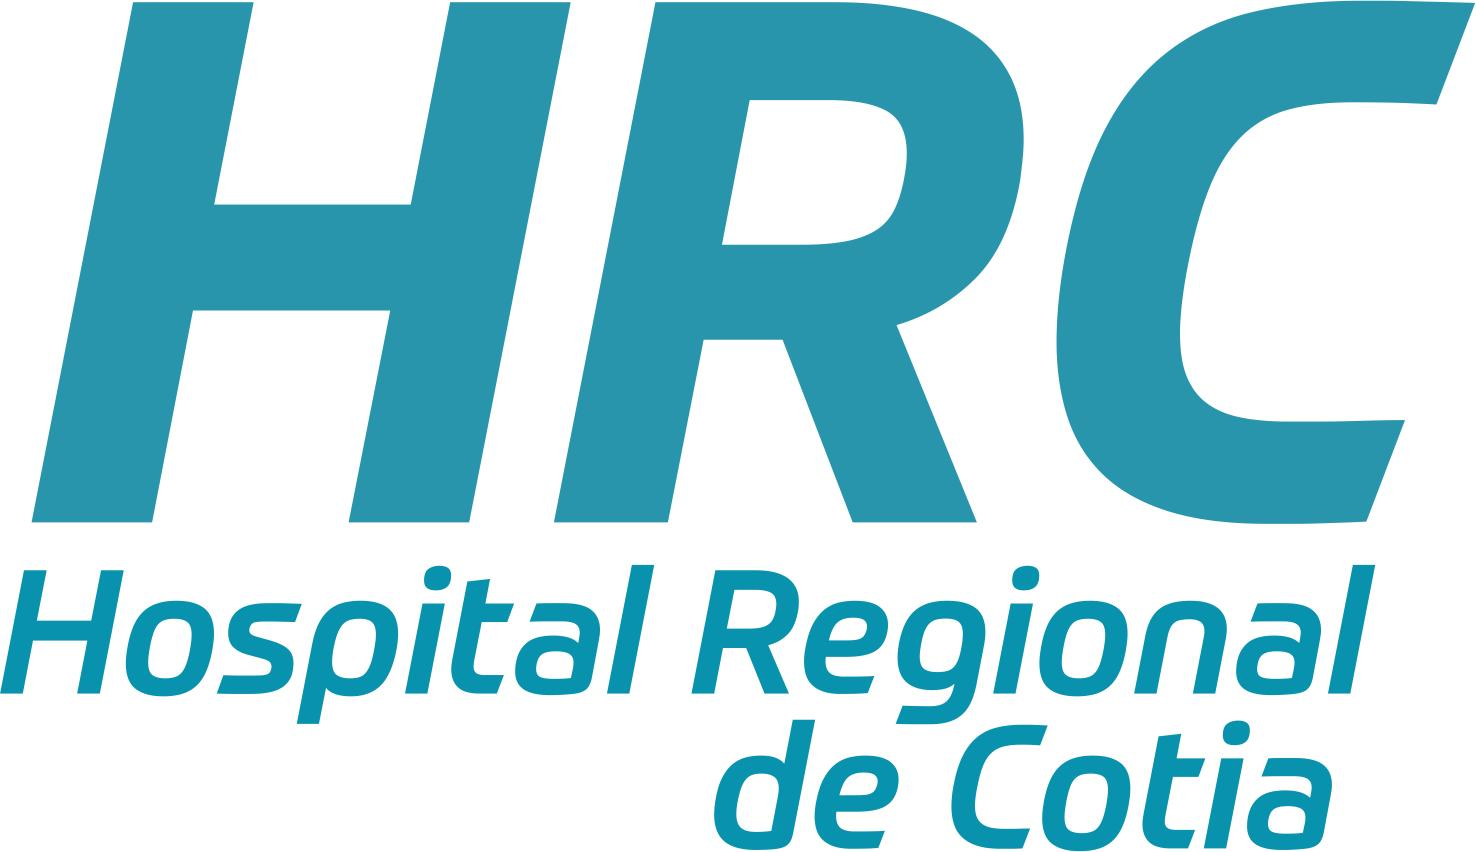 HRC
Hospital Regional
de Cotia